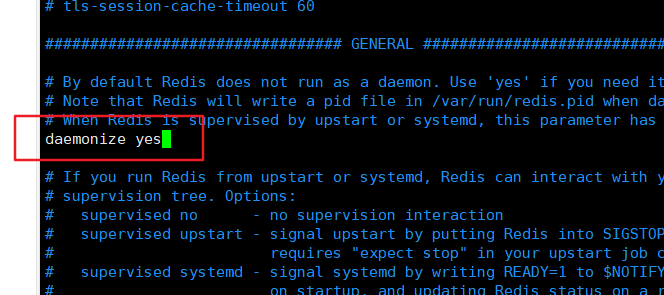 # tls-session-cache-timeout 60
################################# GENERAL #############################
# By default Redis does not run as a daemon. Use 'yes' if you need it
# Note that Redis will write a pid file in /var/run/redis.pid when da
# When Redis is supervised by upstart or systemd, this parameter has
daemonize yes
# If you run Redis from upstart or systemd, Redis can interact with y
# supervision tree. Options:
#   supervised no      - no supervision interaction
#   supervised upstart - signal upstart by putting Redis into SIGSTOP
#                        requires "expect stop" in your upstart job c
#   supervised systemd - signal systemd by writing READY=1 to $NOTIFY
#                        on startup, and updating Redis status on a r